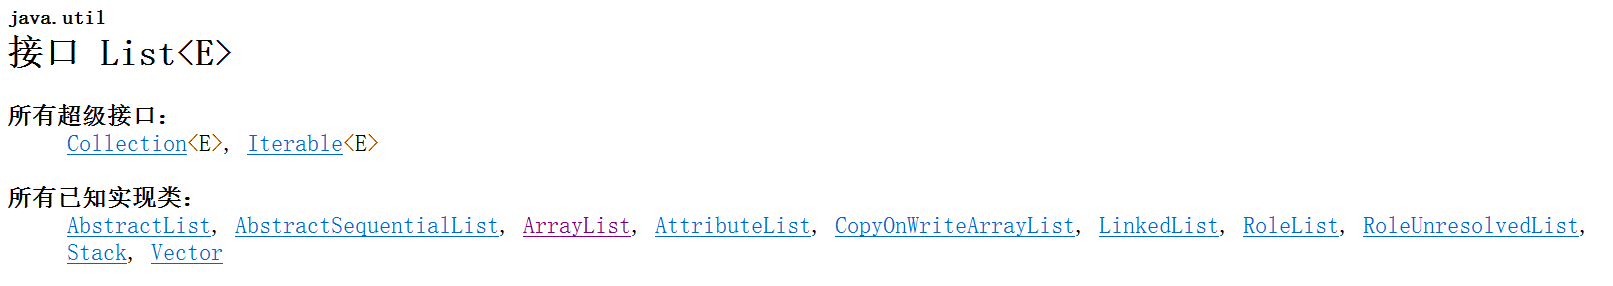 java.util
接口 List<E>
所有超级接口：
Collection<E>, Iterable<E>
所有已知实现类：
AbstractList, AbstractSequentialList, ArrayList, AttributeList, CopyOnWriteArrayList, LinkedList, RoleList, RoleUnresolvedList,
Stack, Vector